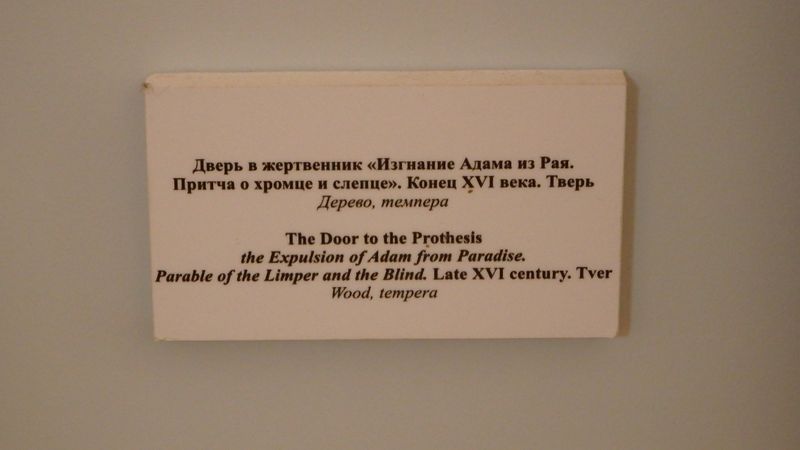 Дверь в жертвенник «Изгнание Адама из Рая.
Притча о хромце и слепце». Конец XVI века. Тверь
Дерево, темпера
The Door to the Prothesis
the Expulsion of Adam from Paradise.
Parable of the Limper and the Blind. Late XVI century. Tver
Wood, tempera